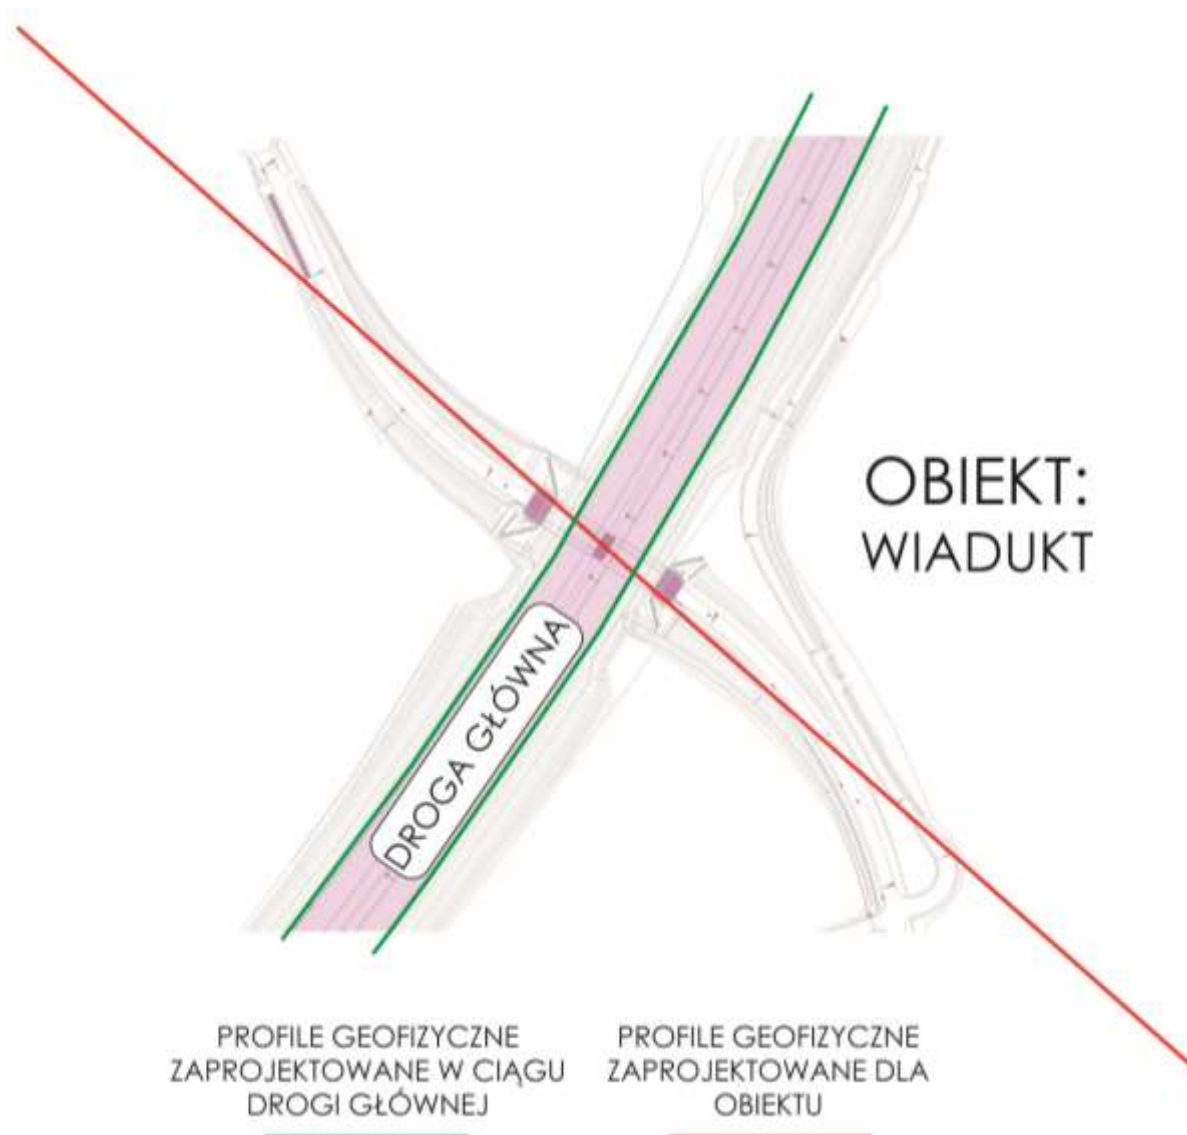 OBIEKT:
WIADUKT
DROGA GŁÓWNA
PROFILE GEOFIZYCZNE
ZAPROJEKTOWANE W CIĄGU
DROGI GŁÓWNEJ
PROFILE GEOFIZYCZNE
ZAPROJEKTOWANE DLA
OBIEKTU